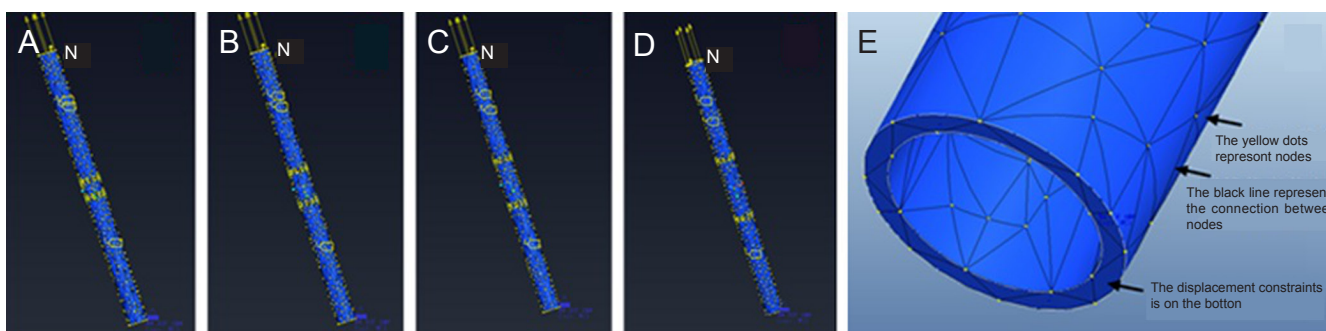 A
N
B
N
C
N
D
N
E
The yellow dots
represont nodes
The black line represen
the connection betwee
nodes
The displacement constraints
is on the botton